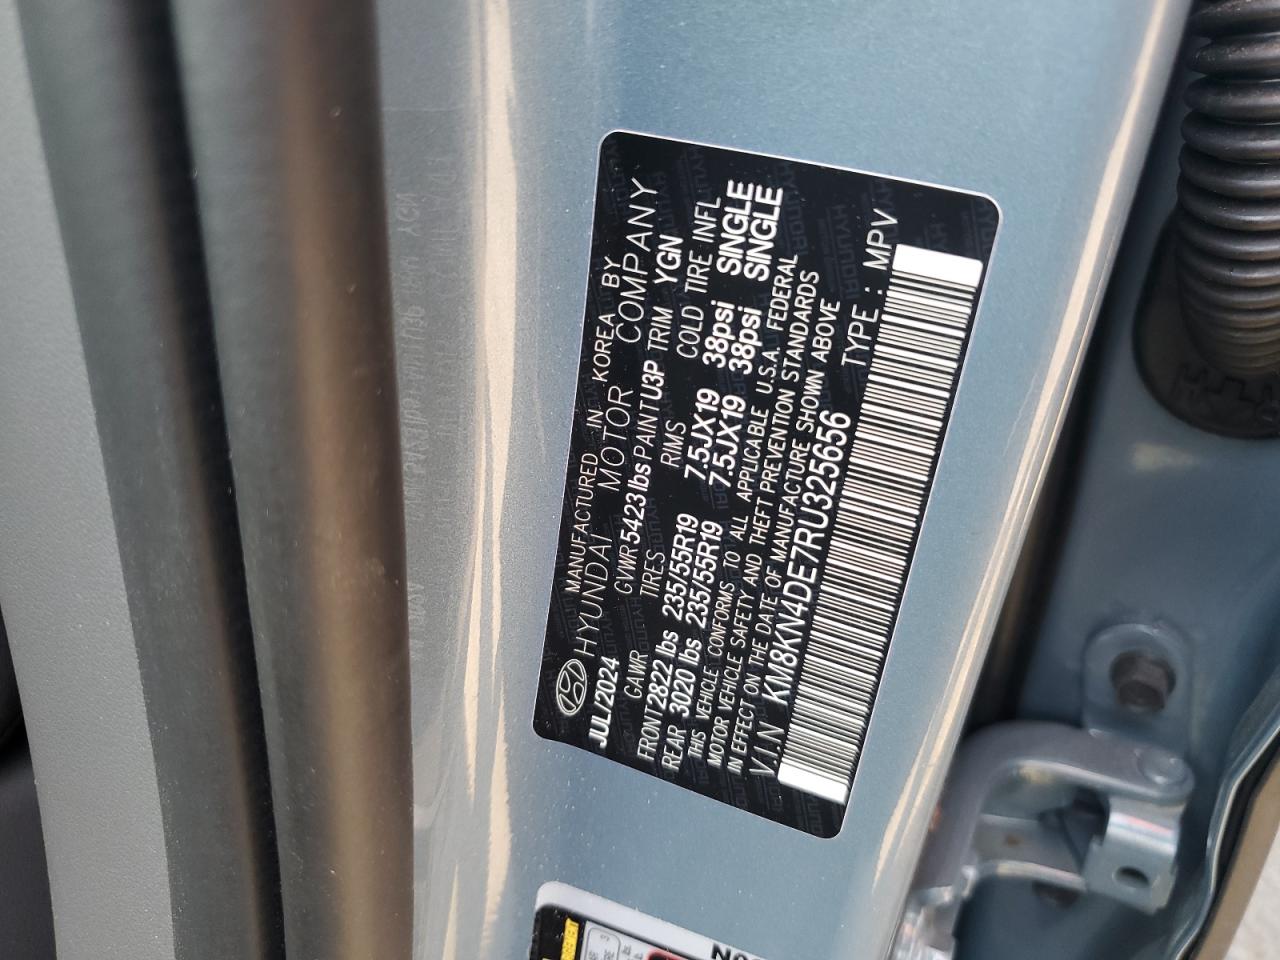 MANUFACTURED IN KOREA BY
HYUNDAI MOTOR COMPANY
JUL/2024 GVWR 5423 lbs PAINT U3P TRIM YGN
GAWR TIRES RIMS COLD TIRE INFL
FRONT 2822 lbs 235/55R19 7.5JX19 38psi SINGLE
REAR 3020 lbs 235/55R19 7.5JX19 38psi SINGLE
THIS VEHICLE CONFORMS TO ALL APPLICABLE U.S.A. FEDERAL
MOTOR VEHICLE SAFETY AND THEFT PREVENTION STANDARDS
IN EFFECT ON THE DATE OF MANUFACTURE SHOWN ABOVE
V.I.N KM8KN4DE7RU325656 TYPE : MPV